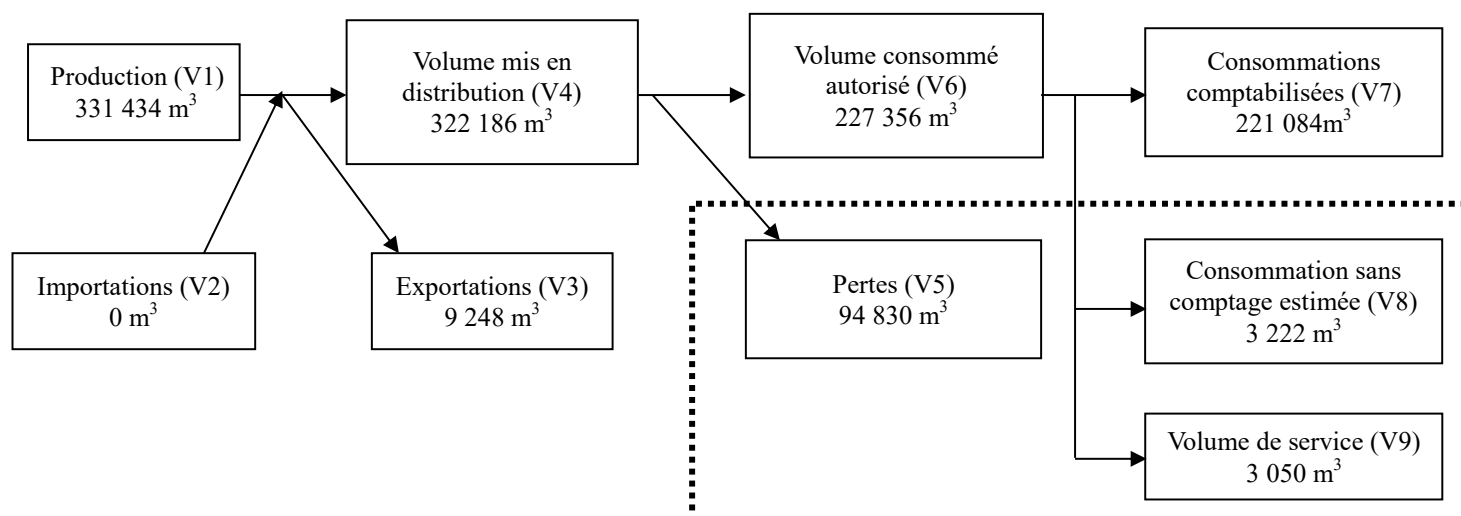 Production (V1)
331 434 m³
Volume mis en
distribution (V4)
322 186 m³
Volume consommé
autorisé (V6)
227 356 m³
Consommations
comptabilisées (V7)
221 084m³
Importations (V2)
0 m³
Exportations (V3)
9 248 m³
Pertes (V5)
94 830 m³
Consommation sans
comptage estimée (V8)
3 222 m³
Volume de service (V9)
3 050 m³